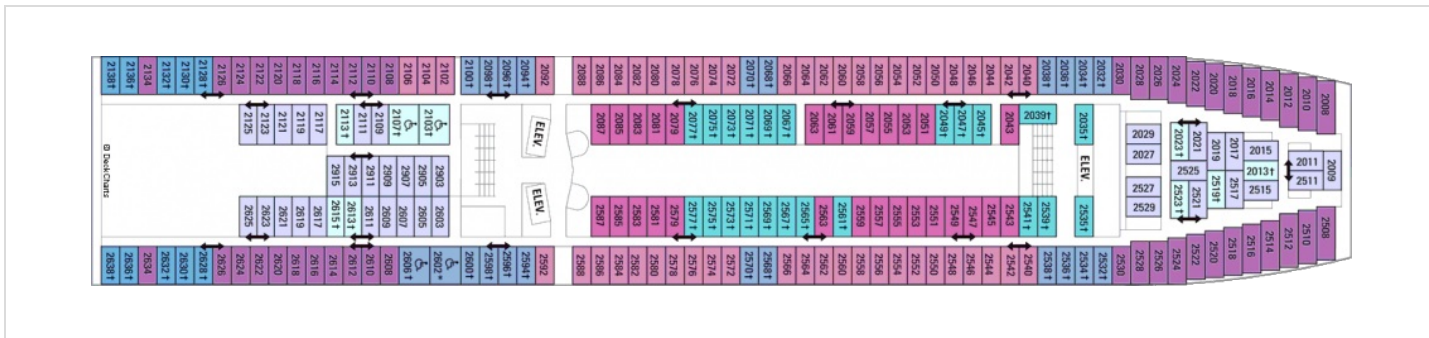 2138† 2136† 2134 2132† 2130† 2128† 2126 2124 2122 2120 2118 2116 2114 2112 2110 2108 2106 2104 2102 2100† 2098† 2096† 2094† 2092 2088 2086 2084 2082 2080 2078 2076 2074 2072 2070† 2068† 2066 2064 2062 2060 2058 2056 2054 2052 2050 2048 2046 2044 2042 2040 2038† 2036† 2034† 2032† 2030 2028 2026 2024 2022 2020 2018 2016 2014 2012 2010 2008
2125 2123 2121 2119 2117 2113† 2111 2109 2107† 2103† ELEV. 2087 2085 2083 2081 2079 2077† 2075† 2073† 2071† 2069† 2067† 2063 2061 2059 2057 2055 2053 2051 2049† 2047† 2045† 2043 2039† 2035†
2029 2023† 2021 2019 2017 2015
2027 2013† 2011 2009
© DeckCharts
2915 2913 2911 2909 2907 2905 2903 ELEV. ELEV.
2525 2511
2527 2523† 2521 2519† 2517 2515
2529
2625 2623 2621 2619 2617 2615† 2613† 2611 2609 2607 2605 2603 2587 2585 2583 2581 2579 2577† 2575† 2573† 2571† 2569† 2567† 2565† 2563 2561† 2559 2557 2555 2553 2551 2549 2547 2545 2543 2541† 2539† 2535†
2638† 2636† 2634 2632† 2630† 2628† 2626 2624 2622 2620 2618 2616 2614 2612 2610 2608 2606† 2602* 2600† 2598† 2596† 2594† 2592 2588 2586 2584 2582 2580 2578 2576 2574 2572 2570† 2568† 2566 2564 2562 2560 2558 2556 2554 2552 2550 2548 2546 2544 2542 2540 2538† 2536† 2534† 2532† 2530 2528 2526 2524 2522 2520 2518 2516 2514 2512 2510 2508